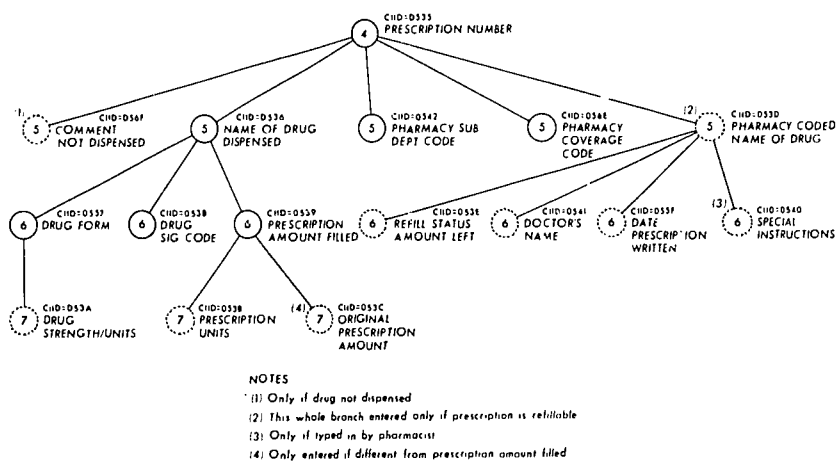 CIID=0535
4 PRESCRIPTION NUMBER
(1) 5 CIID=056F
COMMENT
NOT DISPENSED
5 CIID=0536
NAME OF DRUG
DISPENSED
5 CIID=0542
PHARMACY SUB
DEPT CODE
5 CIID=056E
PHARMACY
COVERAGE
CODE
(2) 5 CIID=053D
PHARMACY CODED
NAME OF DRUG
6 CIID=0537
DRUG FORM
6 CIID=0538
DRUG
SIG CODE
6 CIID=0539
PRESCRIPTION
AMOUNT FILLED
6 CIID=053E
REFILL STATUS
AMOUNT LEFT
6 CIID=0541
DOCTOR'S
NAME
6 CIID=053F
DATE
PRESCRIPTION
WRITTEN
(3) 6 CIID=0540
SPECIAL
INSTRUCTIONS
7 CIID=053A
DRUG
STRENGTH/UNITS
7 CIID=053B
PRESCRIPTION
UNITS
(4) 7 CIID=053C
ORIGINAL
PRESCRIPTION
AMOUNT
NOTES
(1) Only if drug not dispensed
(2) This whole branch entered only if prescription is refillable
(3) Only if typed in by pharmacist
(4) Only entered if different from prescription amount filled